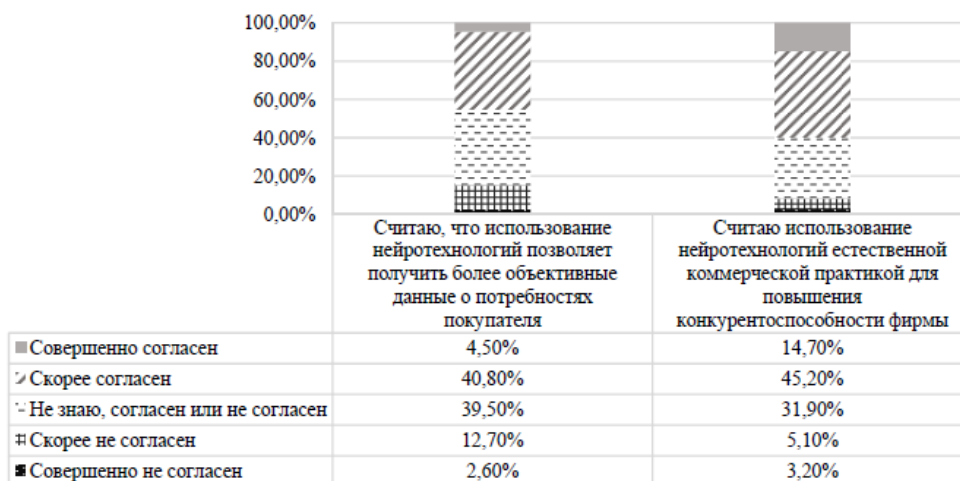 100,00%
80,00%
60,00%
40,00%
20,00%
0,00%
Считаю, что использование
нейротехнологий позволяет
получить более объективные
данные о потребностях
покупателя
Считаю использование
нейротехнологий естественной
коммерческой практикой для
повышения
конкурентоспособности фирмы
Совершенно согласен 4,50% 14,70%
Скорее согласен 40,80% 45,20%
Не знаю, согласен или не согласен 39,50% 31,90%
Скорее не согласен 12,70% 5,10%
Совершенно не согласен 2,60% 3,20%